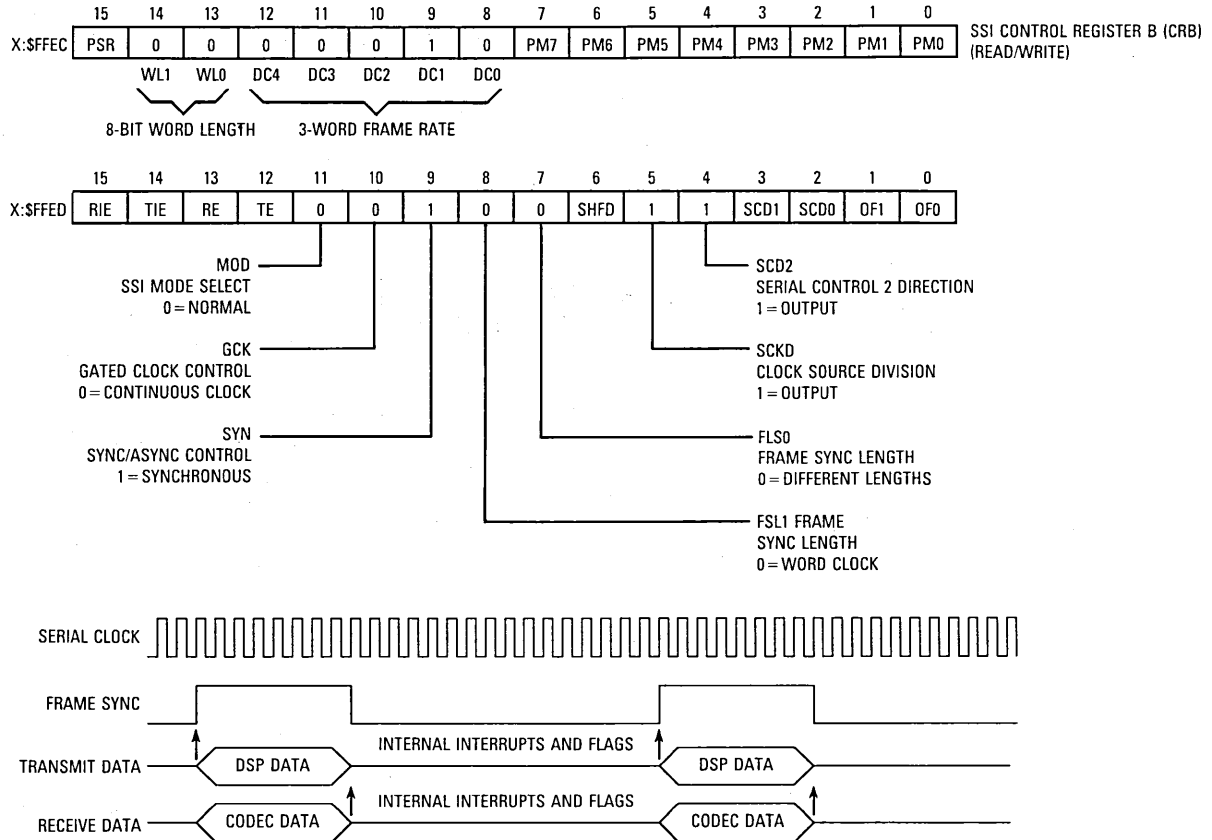 15 14 13 12 11 10 9 8 7 6 5 4 3 2 1 0
X:$FFEC PSR 0 0 0 0 0 1 0 PM7 PM6 PM5 PM4 PM3 PM2 PM1 PM0 SSI CONTROL REGISTER B (CRB)
(READ/WRITE)
WL1 WL0 DC4 DC3 DC2 DC1 DC0
8-BIT WORD LENGTH 3-WORD FRAME RATE
15 14 13 12 11 10 9 8 7 6 5 4 3 2 1 0
X:$FFED RIE TIE RE TE 0 0 1 0 0 SHFD 1 1 SCD1 SCD0 OF1 OF0
MOD
SSI MODE SELECT
0=NORMAL
SCD2
SERIAL CONTROL 2 DIRECTION
1=OUTPUT
GCK
GATED CLOCK CONTROL
0=CONTINUOUS CLOCK
SCKD
CLOCK SOURCE DIVISION
1=OUTPUT
SYN
SYNC/ASYNC CONTROL
1=SYNCHRONOUS
FLS0
FRAME SYNC LENGTH
0=DIFFERENT LENGTHS
FSL1 FRAME
SYNC LENGTH
0=WORD CLOCK
SERIAL CLOCK
FRAME SYNC
INTERNAL INTERRUPTS AND FLAGS
TRANSMIT DATA DSP DATA DSP DATA
INTERNAL INTERRUPTS AND FLAGS
RECEIVE DATA CODEC DATA CODEC DATA